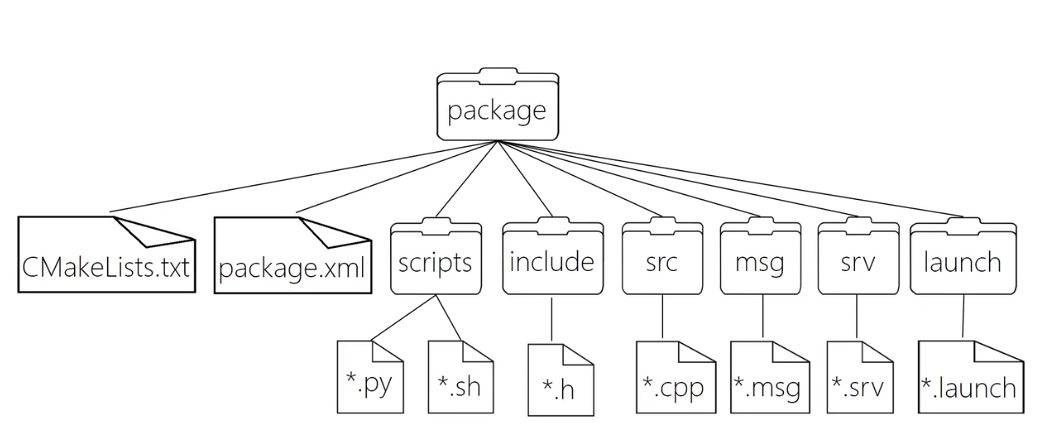 package
CMakeLists.txt
package.xml
scripts
include
src
msg
srv
launch
*.py
*.sh
*.h
*.cpp
*.msg
*.srv
*.launch